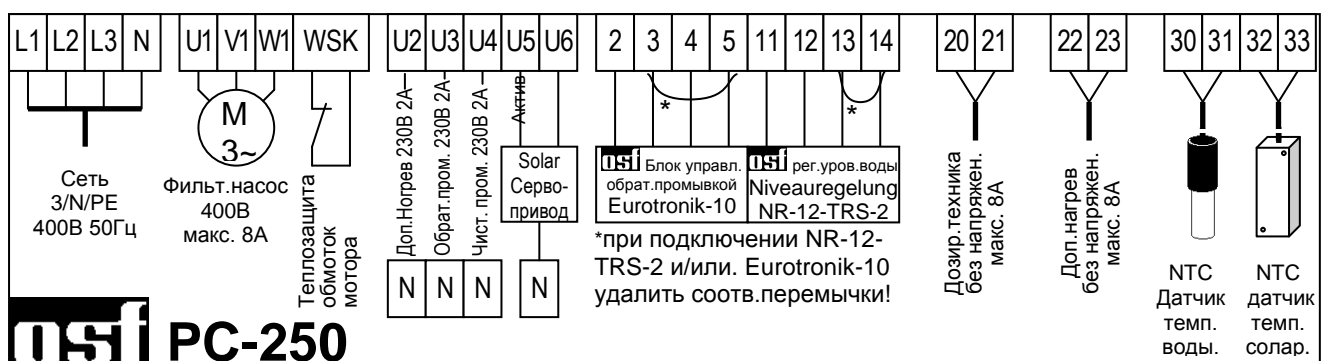 L1 L2 L3 N U1 V1 W1 WSK U2 U3 U4 U5 U6 2 3 4 5 11 12 13 14 20 21 22 23 30 31 32 33
M
3~
Сеть
3/N/PE
400В 50Гц
Фильт.насос
400В
макс. 8А
Теплозащита
обмоток
мотора
Доп.Ногрев 230В 2А
Обрат.пром. 230В 2А
Чист. пром. 230В 2А
Актив
Solar
Серво-
привод
N N N N
*
*
osf Блок управл.
обрат.промывкой
Eurotronik-10
osf рег.уров.воды
Niveauregelung
NR-12-TRS-2
*при подключении NR-12-
TRS-2 и/или. Eurotronik-10
удалить соотв.перемычки!
Дозир.техника
без напряжен.
макс. 8А
Доп.нагрев
без напряжен.
макс. 8А
NTC
Датчик
темп.
воды.
NTC
датчик
темп.
солар.
osf PC-250